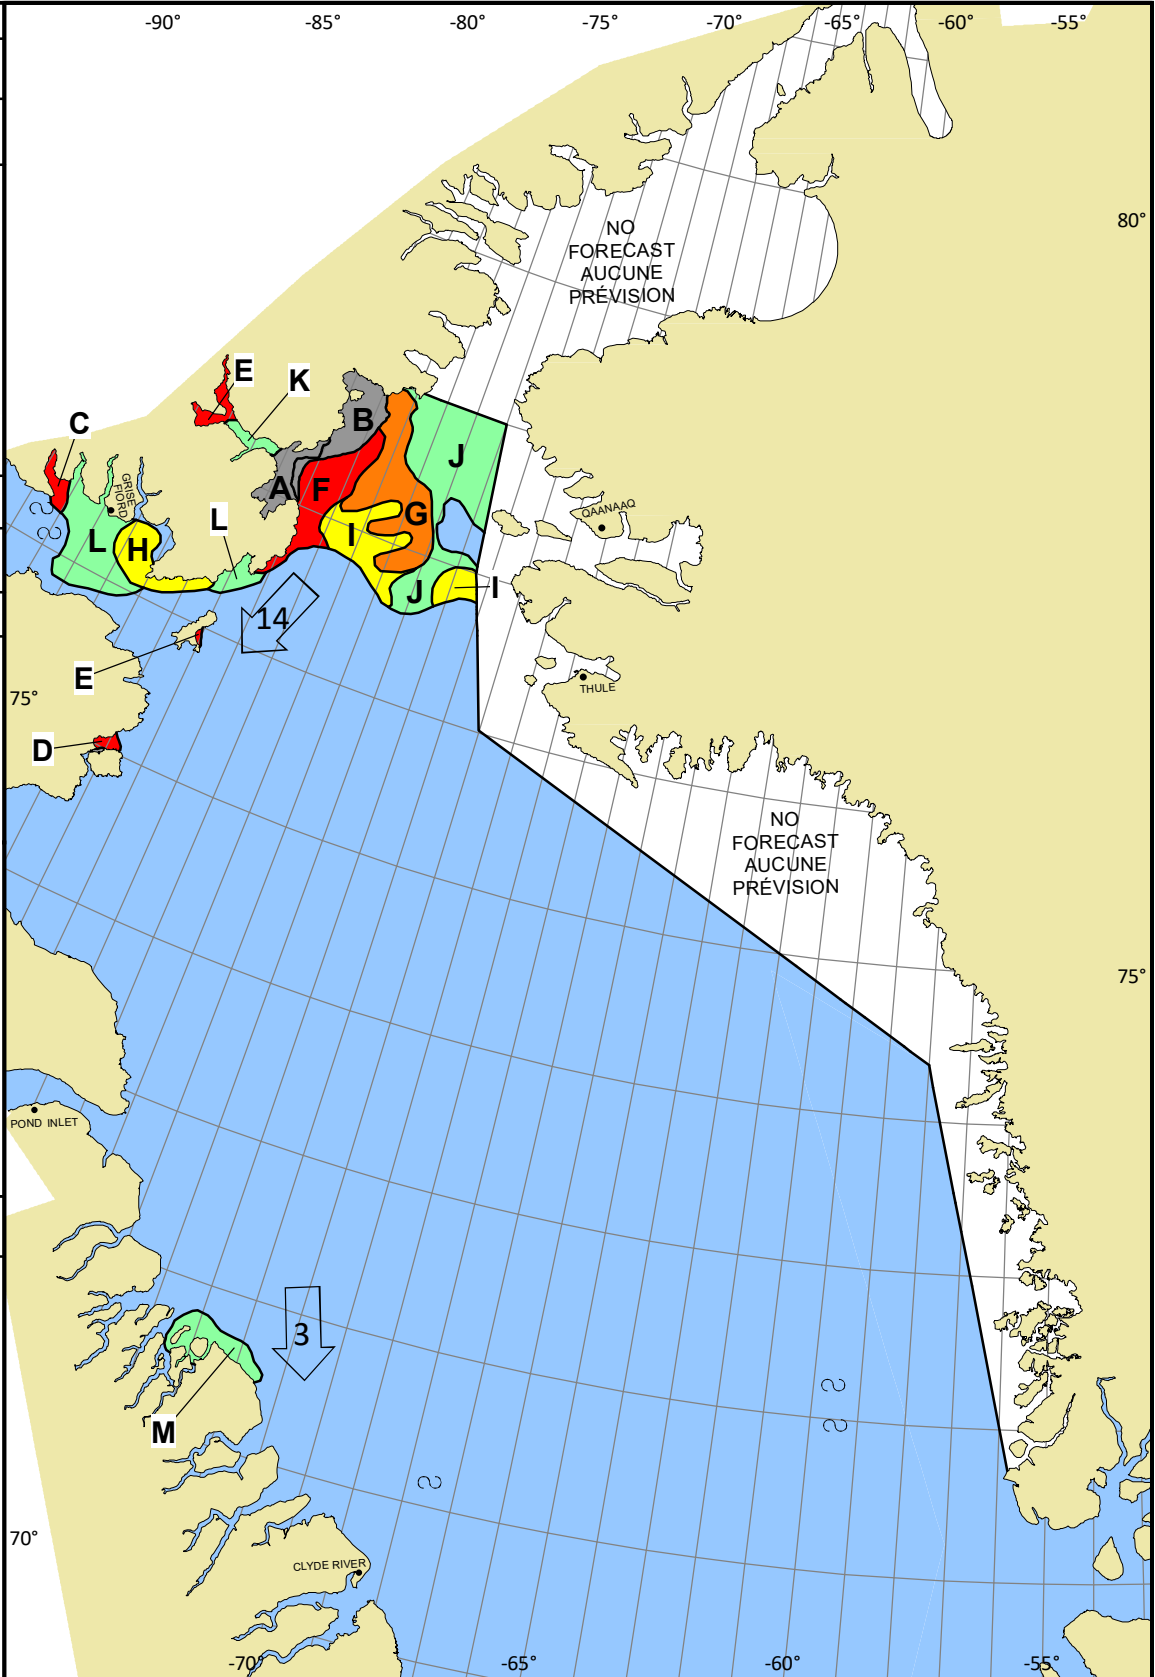 -90°
-85°
-80°
-75°
-70°
-65°
-60°
-55°
80°
NO
FORECAST
AUCUNE
PRÉVISION
E
K
C
B
J
GRISE
FIORD
A
F
L
G
QAANAAQ
L
H
I
I
J
14
E
THULE
75°
D
NO
FORECAST
AUCUNE
PRÉVISION
75°
POND INLET
3
M
70°
CLYDE RIVER
-70°
-65°
-60°
-55°